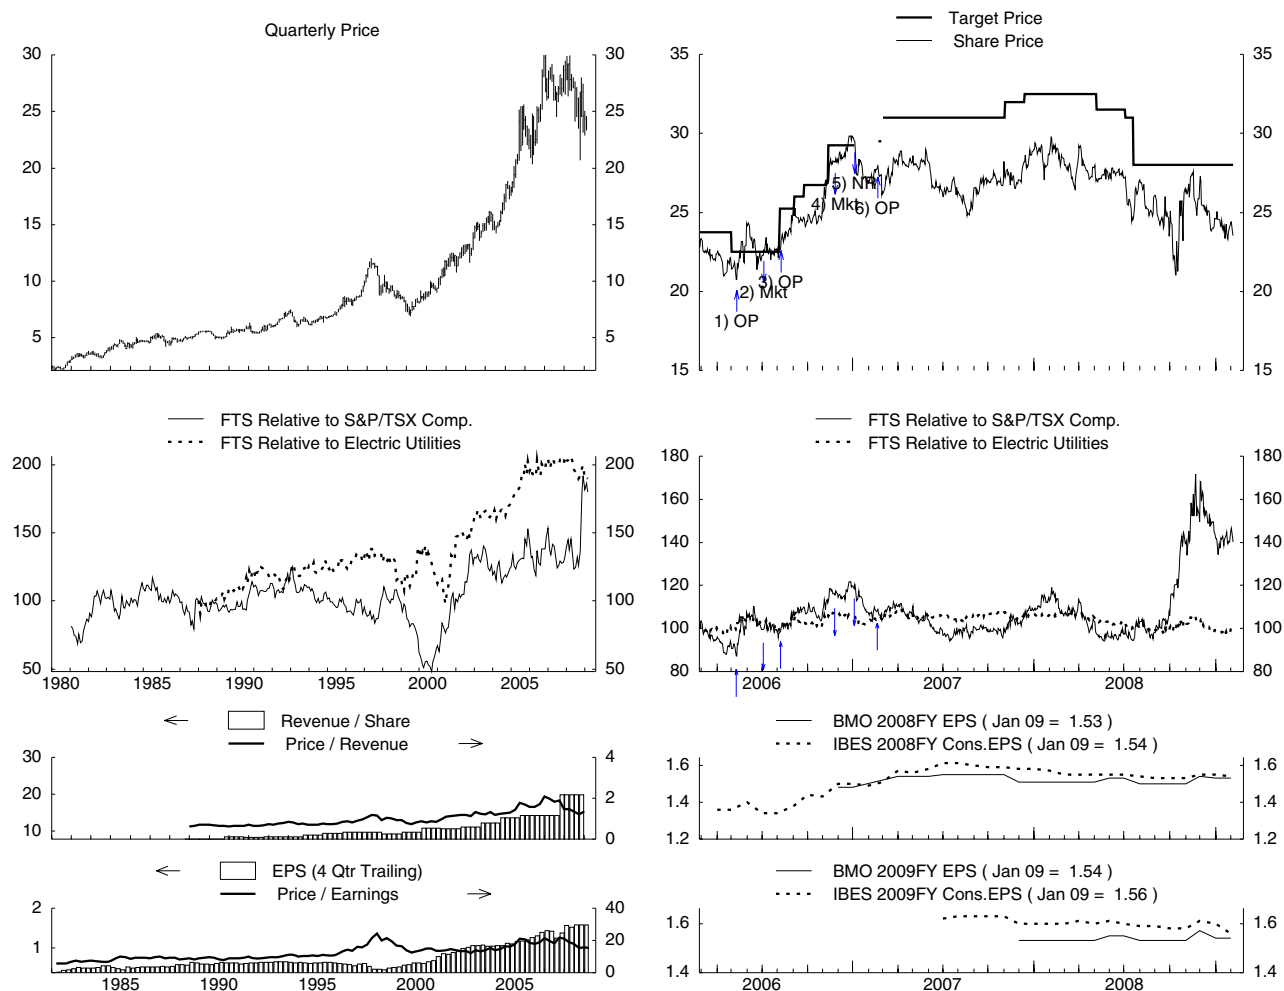 Quarterly Price
30 30
25 25
20 20
15 15
10 10
5 5
Target Price
Share Price
35 35
30 30
25 25
20 20
15 15
1) OP
2) Mkt
3) OP
4) Mkt
5) NR
6) OP
FTS Relative to S&P/TSX Comp.
FTS Relative to Electric Utilities
200 200
150 150
100 100
50 50
1980 1985 1990 1995 2000 2005
FTS Relative to S&P/TSX Comp.
FTS Relative to Electric Utilities
180 180
160 160
140 140
120 120
100 100
80 80
2006 2007 2008
Revenue / Share
Price / Revenue
30 4
20 2
10 0
BMO 2008FY EPS ( Jan 09 = 1.53 )
IBES 2008FY Cons.EPS ( Jan 09 = 1.54 )
1.6 1.6
1.4 1.4
1.2 1.2
EPS (4 Qtr Trailing)
Price / Earnings
2 40
1 20
0
1985 1990 1995 2000 2005
BMO 2009FY EPS ( Jan 09 = 1.54 )
IBES 2009FY Cons.EPS ( Jan 09 = 1.56 )
1.6 1.6
1.4 1.4
2006 2007 2008